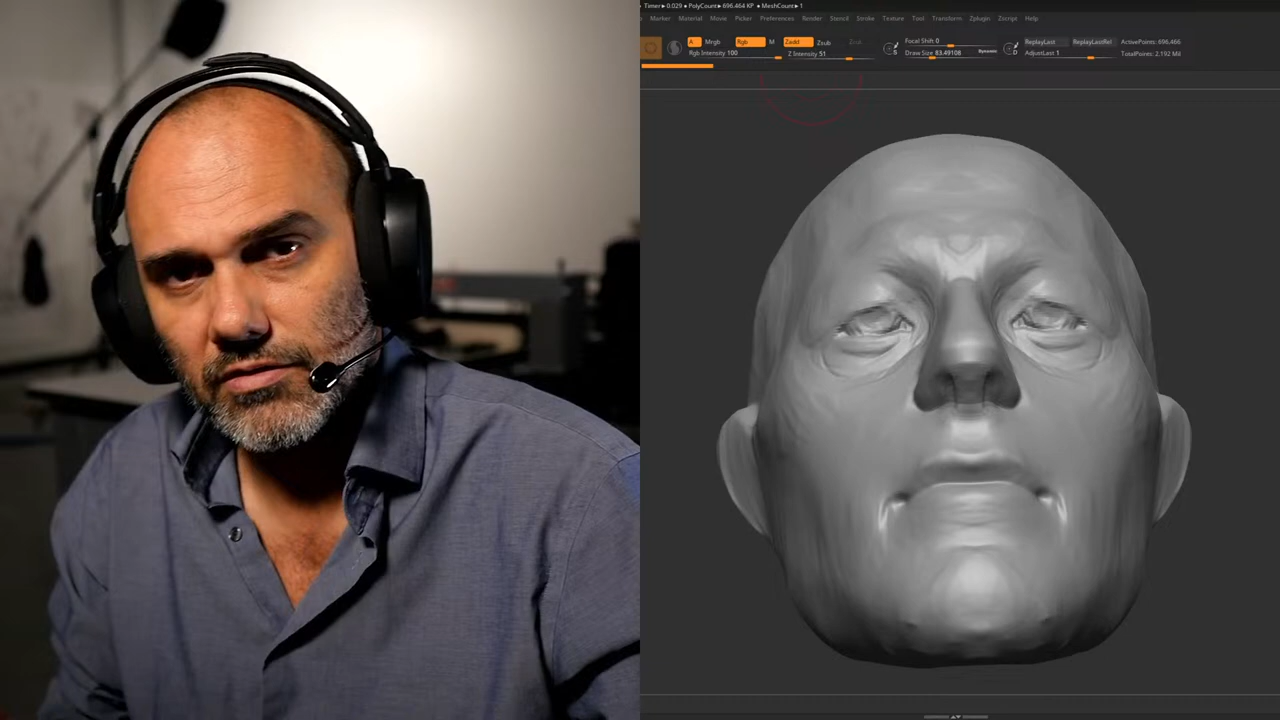 Timer▸0.029 ● PolyCount▸696.464 KP ● MeshCount▸1
Marker Material Movie Picker Preferences Render Stencil Stroke Texture Tool Transform Zplugin Zscript Help
A Mrgb Rgb M Zadd Zsub Zcut Focal Shift 0 ReplayLast ReplayLastRel ActivePoints: 696,466
Rgb Intensity 100 Z Intensity 51 Draw Size 83.49108 Dynamic AdjustLast 1 TotalPoints: 2.192 Mil
S D